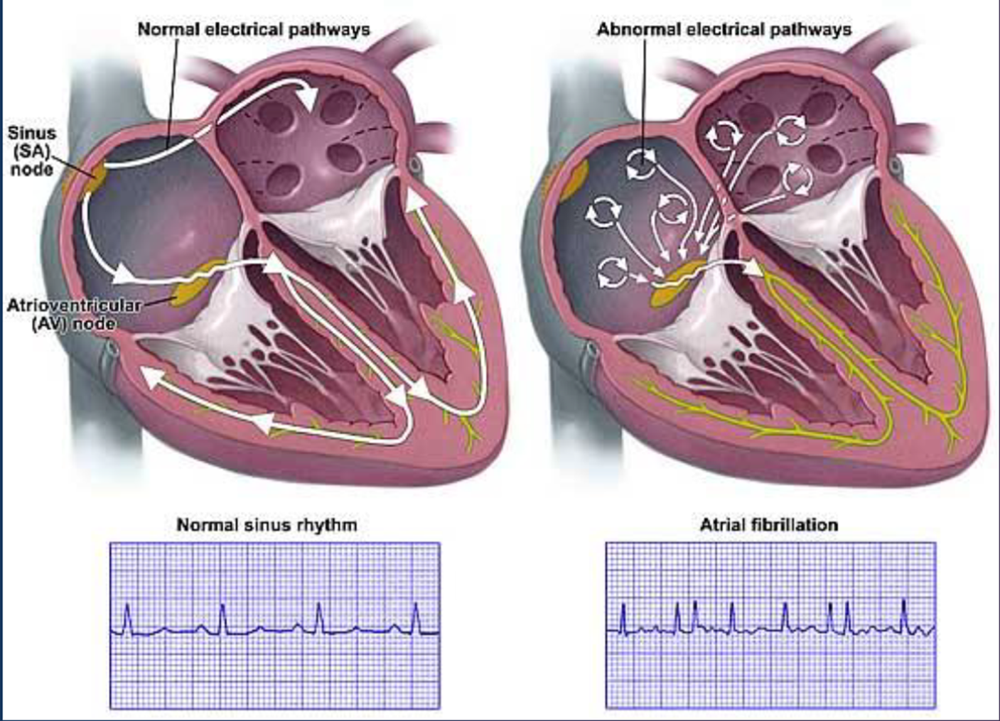 Normal electrical pathways
Abnormal electrical pathways
Sinus
(SA)
node
Atrioventricular
(AV) node
Normal sinus rhythm
Atrial fibrillation